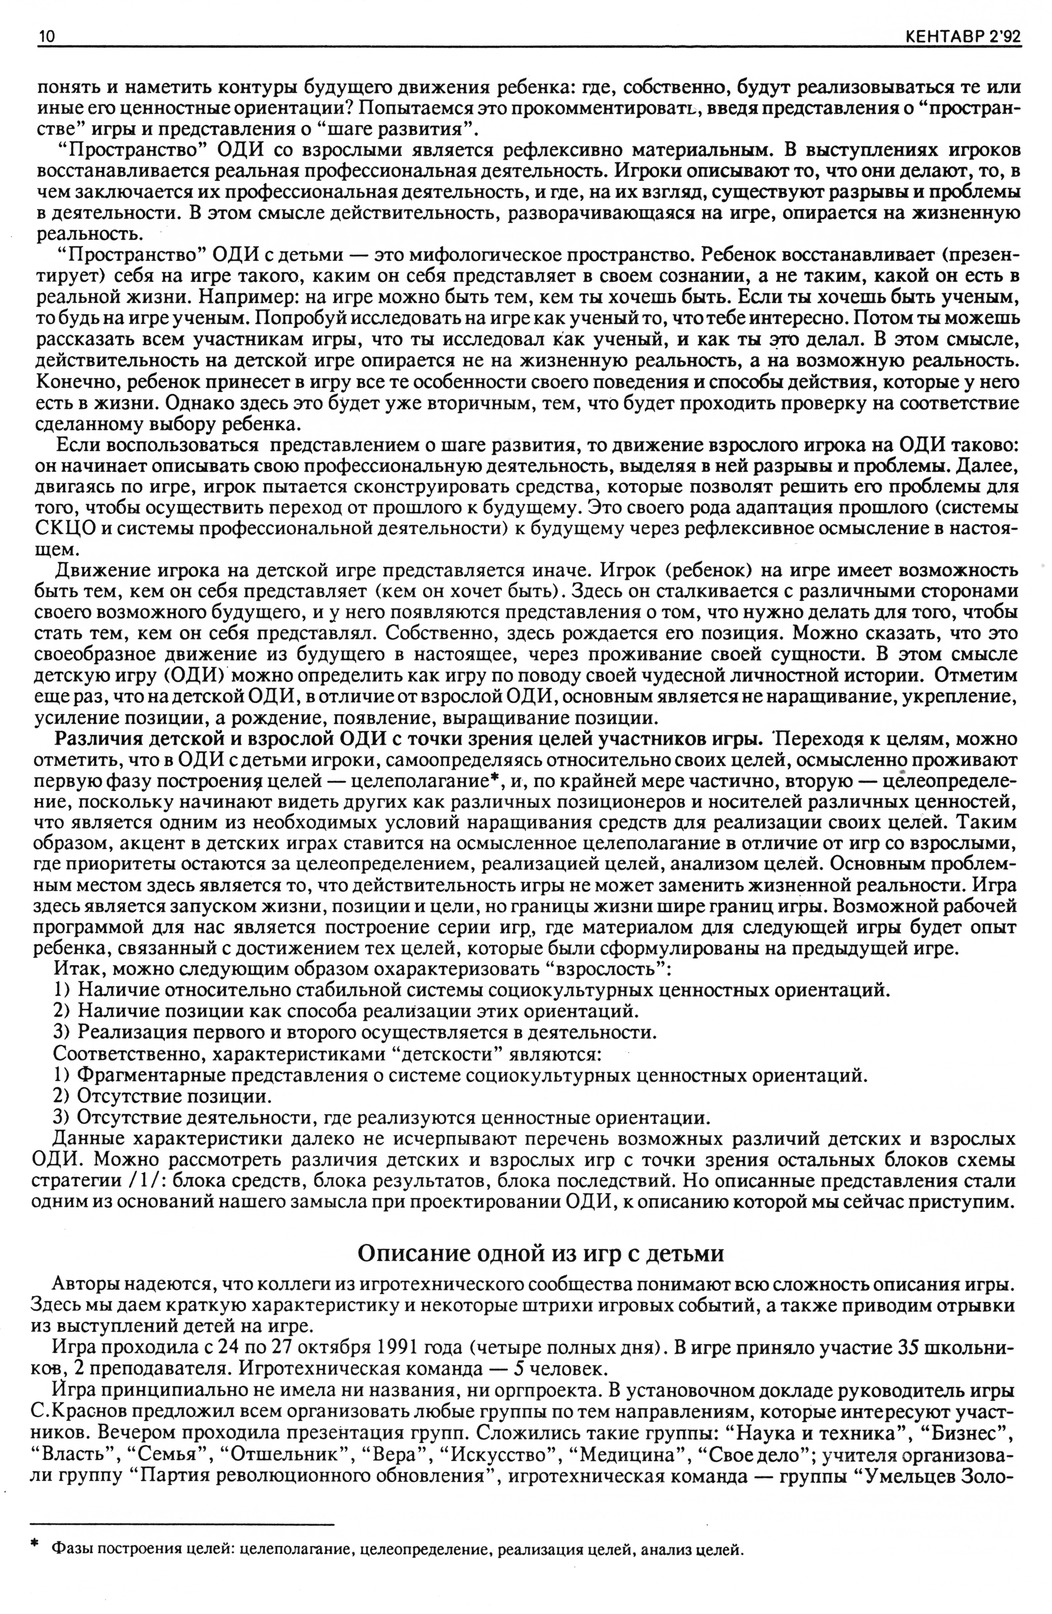 10
КЕНТАВР 2'92
понять и наметить контуры будущего движения ребенка: где, собственно, будут реализовываться те или
иные его ценностные ориентации? Попытаемся это прокомментировать, введя представления о “простран-
стве” игры и представления о “шаге развития”.
“Пространство” ОДИ со взрослыми является рефлексивно материальным. В выступлениях игроков
восстанавливается реальная профессиональная деятельность. Игроки описывают то, что они делают, то, в
чем заключается их профессиональная деятельность, и где, на их взгляд, существуют разрывы и проблемы
в деятельности. В этом смысле действительность, разворачивающаяся на игре, опирается на жизненную
реальность.
“Пространство” ОДИ с детьми — это мифологическое пространство. Ребенок восстанавливает (презен-
тирует) себя на игре такого, каким он себя представляет в своем сознании, а не таким, какой он есть в
реальной жизни. Например: на игре можно быть тем, кем ты хочешь быть. Если ты хочешь быть ученым,
то будь на игре ученым. Попробуй исследовать на игре как ученый то, что тебе интересно. Потом ты можешь
рассказать всем участникам игры, что ты исследовал как ученый, и как ты это делал. В этом смысле,
действительность на детской игре опирается не на жизненную реальность, а на возможную реальность.
Конечно, ребенок принесет в игру все те особенности своего поведения и способы действия, которые у него
есть в жизни. Однако здесь это будет уже вторичным, тем, что будет проходить проверку на соответствие
сделанному выбору ребенка.
Если воспользоваться представлением о шаге развития, то движение взрослого игрока на ОДИ таково:
он начинает описывать свою профессиональную деятельность, выделяя в ней разрывы и проблемы. Далее,
двигаясь по игре, игрок пытается сконструировать средства, которые позволят решить его проблемы для
того, чтобы осуществить переход от прошлого к будущему. Это своего рода адаптация прошлого (системы
СКЦО и системы профессиональной деятельности) к будущему через рефлексивное осмысление в настоя-
щем.
Движение игрока на детской игре представляется иначе. Игрок (ребенок) на игре имеет возможность
быть тем, кем он себя представляет (кем он хочет быть). Здесь он сталкивается с различными сторонами
своего возможного будущего, и у него появляются представления о том, что нужно делать для того, чтобы
стать тем, кем он себя представлял. Собственно, здесь рождается его позиция. Можно сказать, что это
своеобразное движение из будущего в настоящее, через проживание своей сущности. В этом смысле
детскую игру (ОДИ) можно определить как игру по поводу своей чудесной личностной истории. Отметим
еще раз, что на детской ОДИ, в отличие от взрослой ОДИ, основным является не наращивание, укрепление,
усиление позиции, а рождение, появление, выращивание позиции.
Различия детской и взрослой ОДИ с точки зрения целей участников игры. Переходя к целям, можно
отметить, что в ОДИ с детьми игроки, самоопределяясь относительно своих целей, осмысленно проживают
первую фазу построения целей — целеполагание*, и, по крайней мере частично, вторую — целеопределе-
ние, поскольку начинают видеть других как различных позиционеров и носителей различных ценностей,
что является одним из необходимых условий наращивания средств для реализации своих целей. Таким
образом, акцент в детских играх ставится на осмысленное целеполагание в отличие от игр со взрослыми,
где приоритеты остаются за целеопределением, реализацией целей, анализом целей. Основным проблем-
ным местом здесь является то, что действительность игры не может заменить жизненной реальности. Игра
здесь является запуском жизни, позиции и цели, но границы жизни шире границ игры. Возможной рабочей
программой для нас является построение серии игр, где материалом для следующей игры будет опыт
ребенка, связанный с достижением тех целей, которые были сформулированы на предыдущей игре.
Итак, можно следующим образом охарактеризовать “взрослость”:
1) Наличие относительно стабильной системы социокультурных ценностных ориентаций.
2) Наличие позиции как способа реализации этих ориентаций.
3) Реализация первого и второго осуществляется в деятельности.
Соответственно, характеристиками “детскости” являются:
1) Фрагментарные представления о системе социокультурных ценностных ориентаций.
2) Отсутствие позиции.
3) Отсутствие деятельности, где реализуются ценностные ориентации.
Данные характеристики далеко не исчерпывают перечень возможных различий детских и взрослых
ОДИ. Можно рассмотреть различия детских и взрослых игр с точки зрения остальных блоков схемы
стратегии /1/: блока средств, блока результатов, блока последствий. Но описанные представления стали
одним из оснований нашего замысла при проектировании ОДИ, к описанию которой мы сейчас приступим.
Описание одной из игр с детьми
Авторы надеются, что коллеги из игротехнического сообщества понимают всю сложность описания игры.
Здесь мы даем краткую характеристику и некоторые штрихи игровых событий, а также приводим отрывки
из выступлений детей на игре.
Игра проходила с 24 по 27 октября 1991 года (четыре полных дня). В игре приняло участие 35 школьни-
ков, 2 преподавателя. Игротехническая команда — 5 человек.
Игра принципиально не имела ни названия, ни оргпроекта. В установочном докладе руководитель игры
С.Краснов предложил всем организовать любые группы по тем направлениям, которые интересуют участ-
ников. Вечером проходила презентация групп. Сложились такие группы: “Наука и техника”, “Бизнес”,
“Власть”, “Семья”, “Отшельник”, “Вера”, “Искусство”, “Медицина”, “Свое дело”; учителя организова-
ли группу “Партия революционного обновления”, игротехническая команда — группы “Умельцев Золо-
* Фазы построения целей: целеполагание, целеопределение, реализация целей, анализ целей.